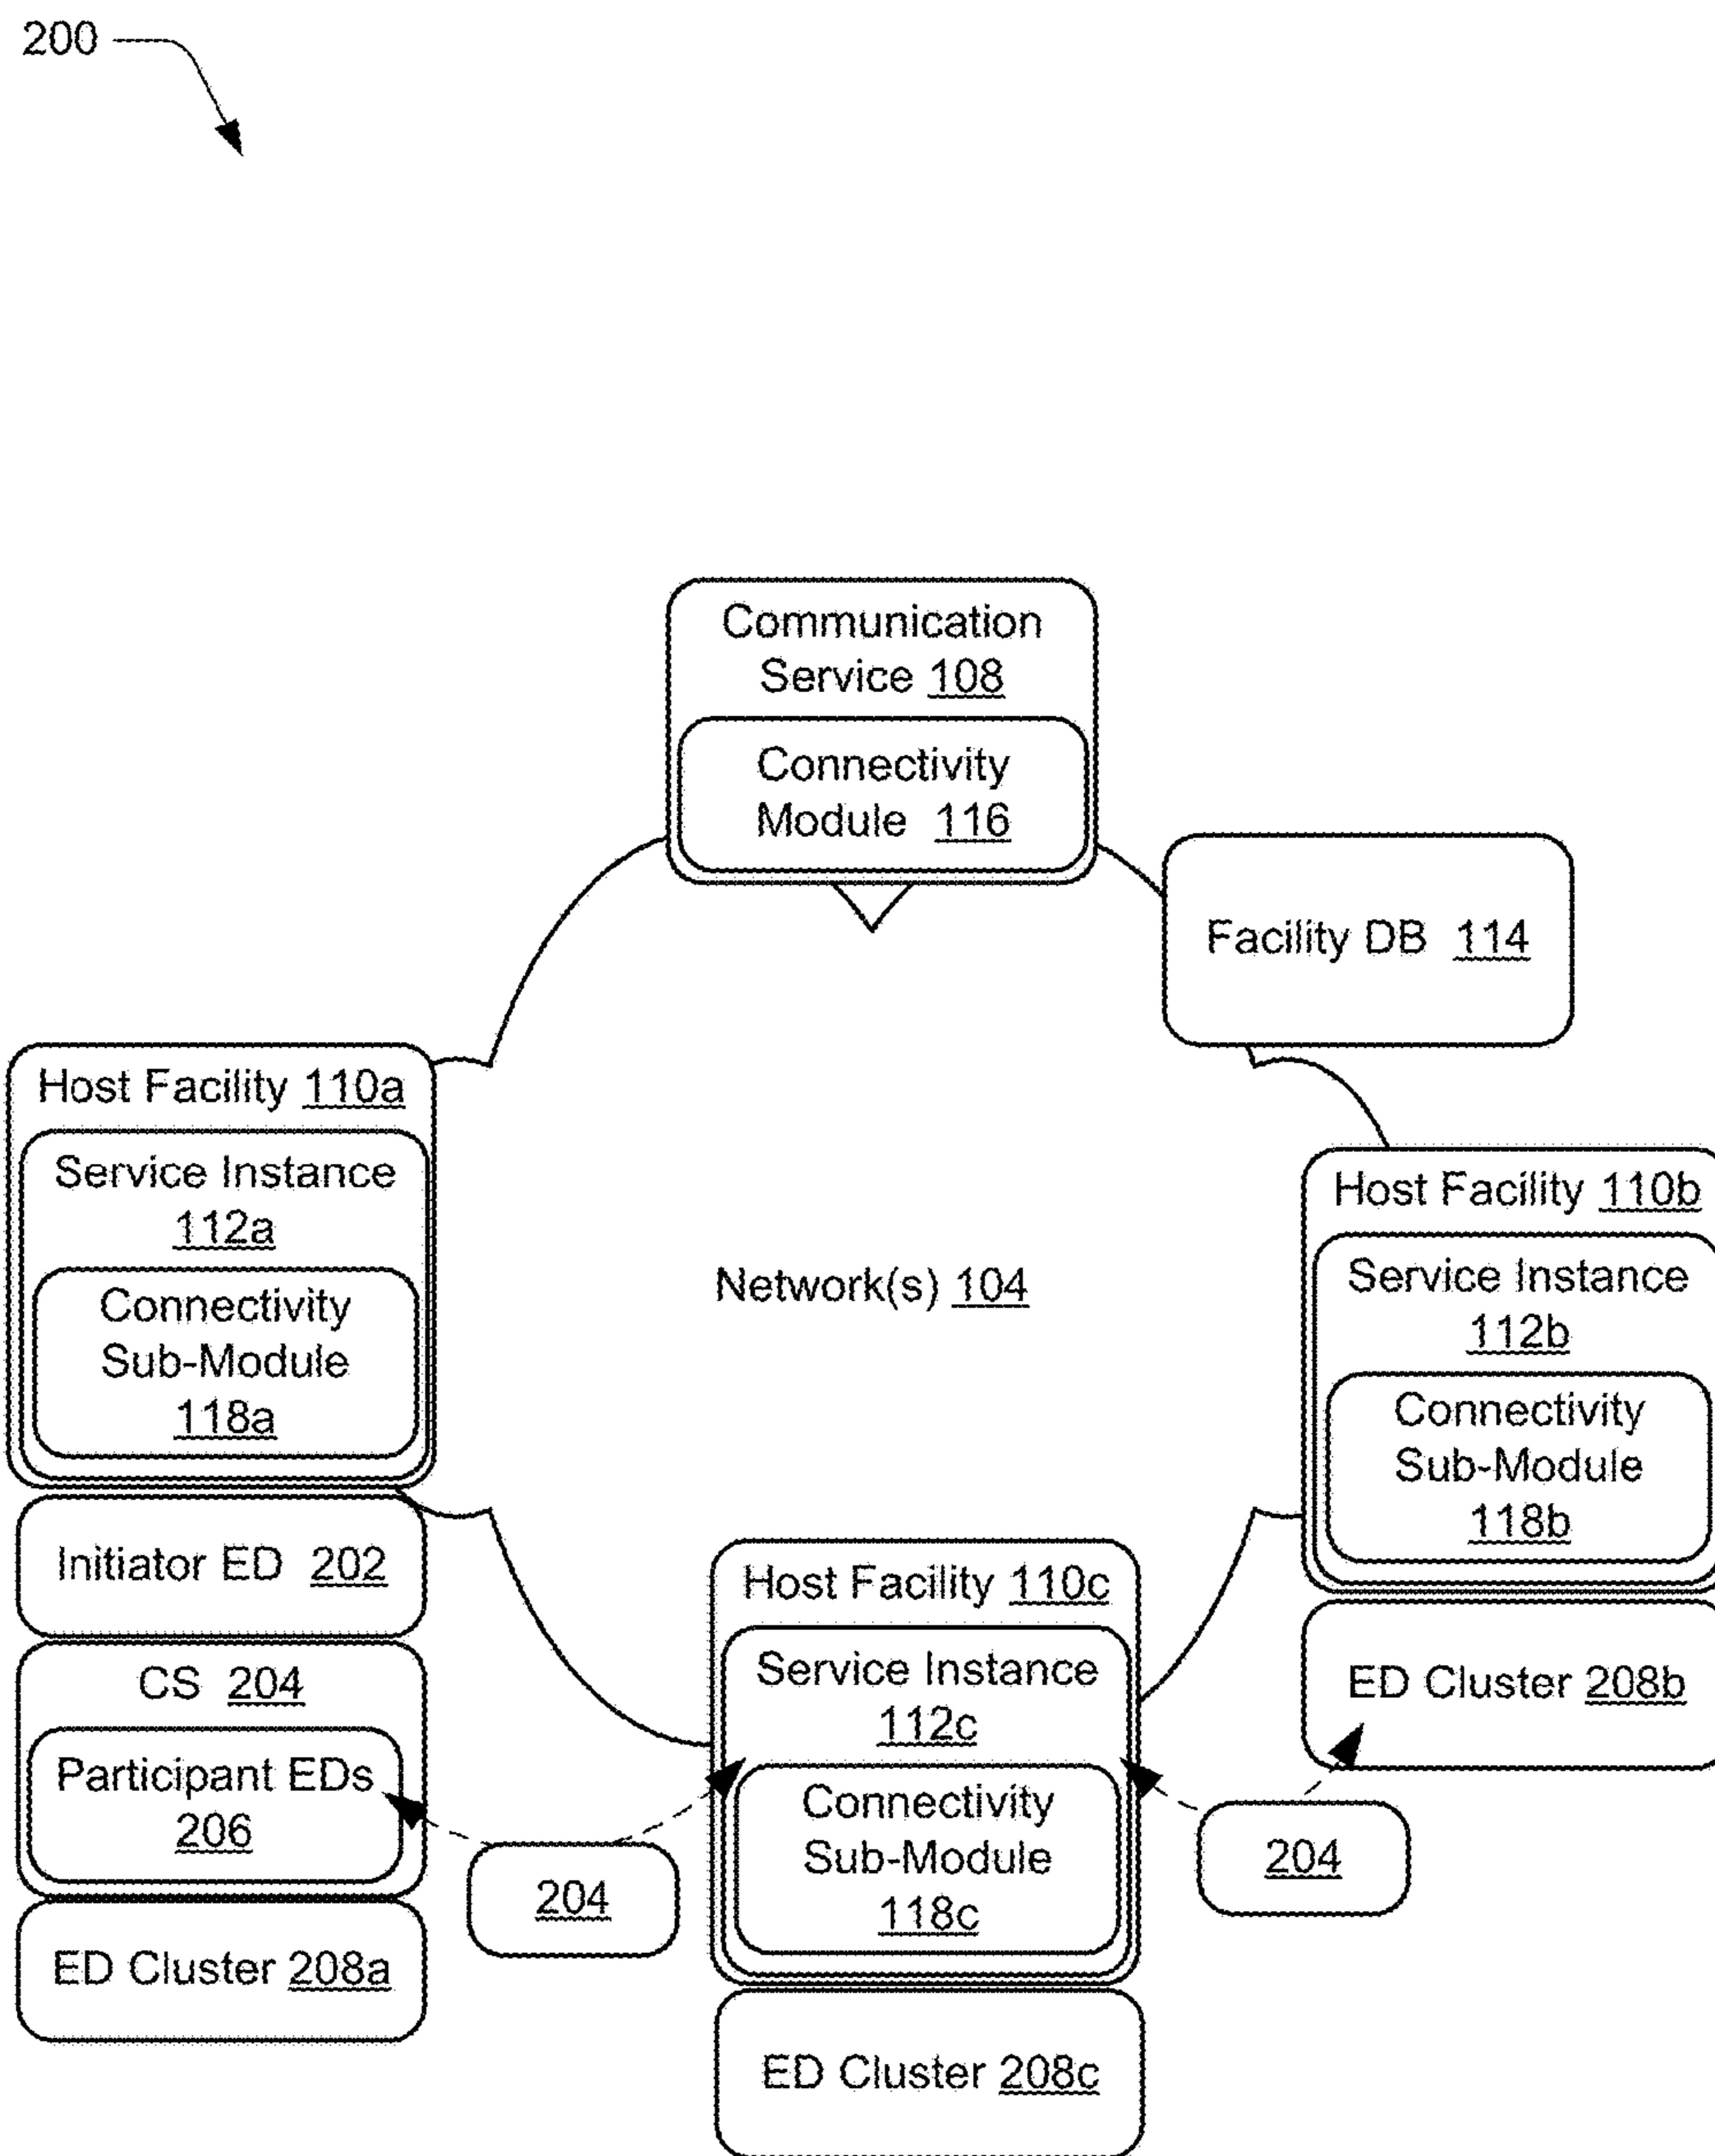 200
Communication
Service 108
Connectivity
Module 116
Facility DB 114
Host Facility 110a
Service Instance
112a
Connectivity
Sub-Module
118a
Initiator ED 202
CS 204
Participant EDs
206
ED Cluster 208a
Network(s) 104
Host Facility 110b
Service Instance
112b
Connectivity
Sub-Module
118b
ED Cluster 208b
Host Facility 110c
Service Instance
112c
Connectivity
Sub-Module
118c
ED Cluster 208c
204
204